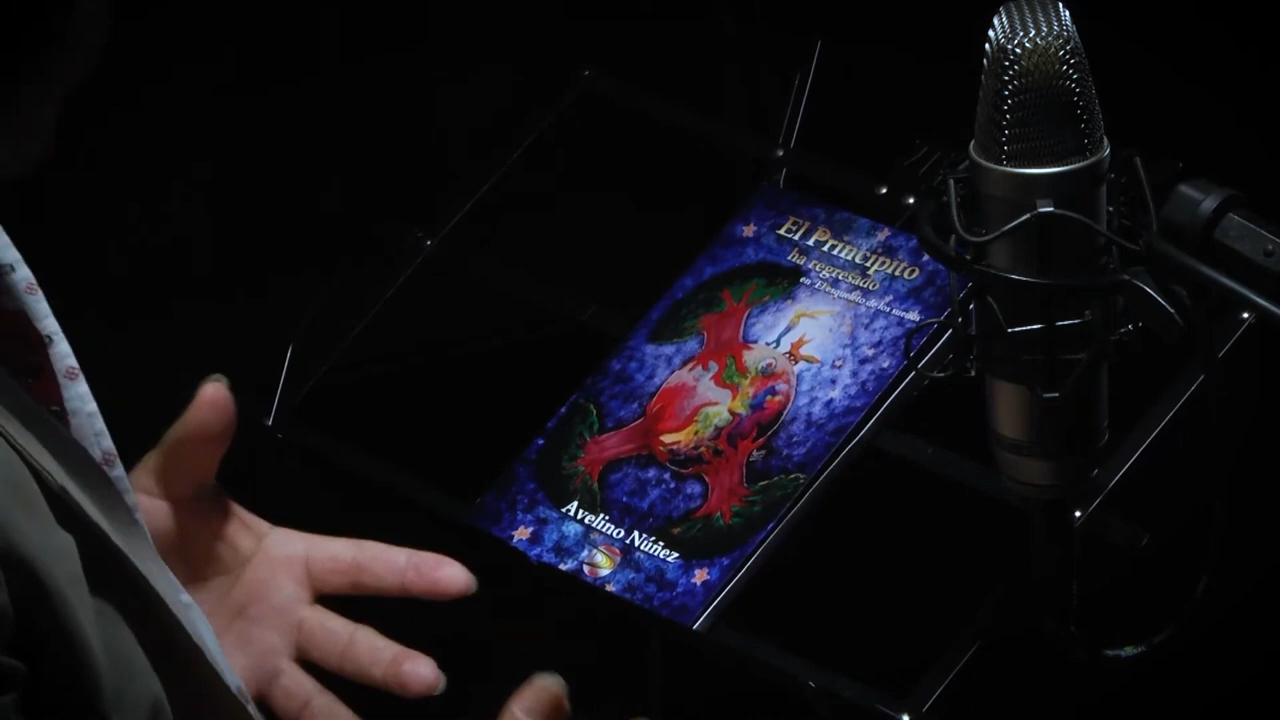 El Principito
ha regresado
en "El esqueleto de los sueños"
Avelino Núñez